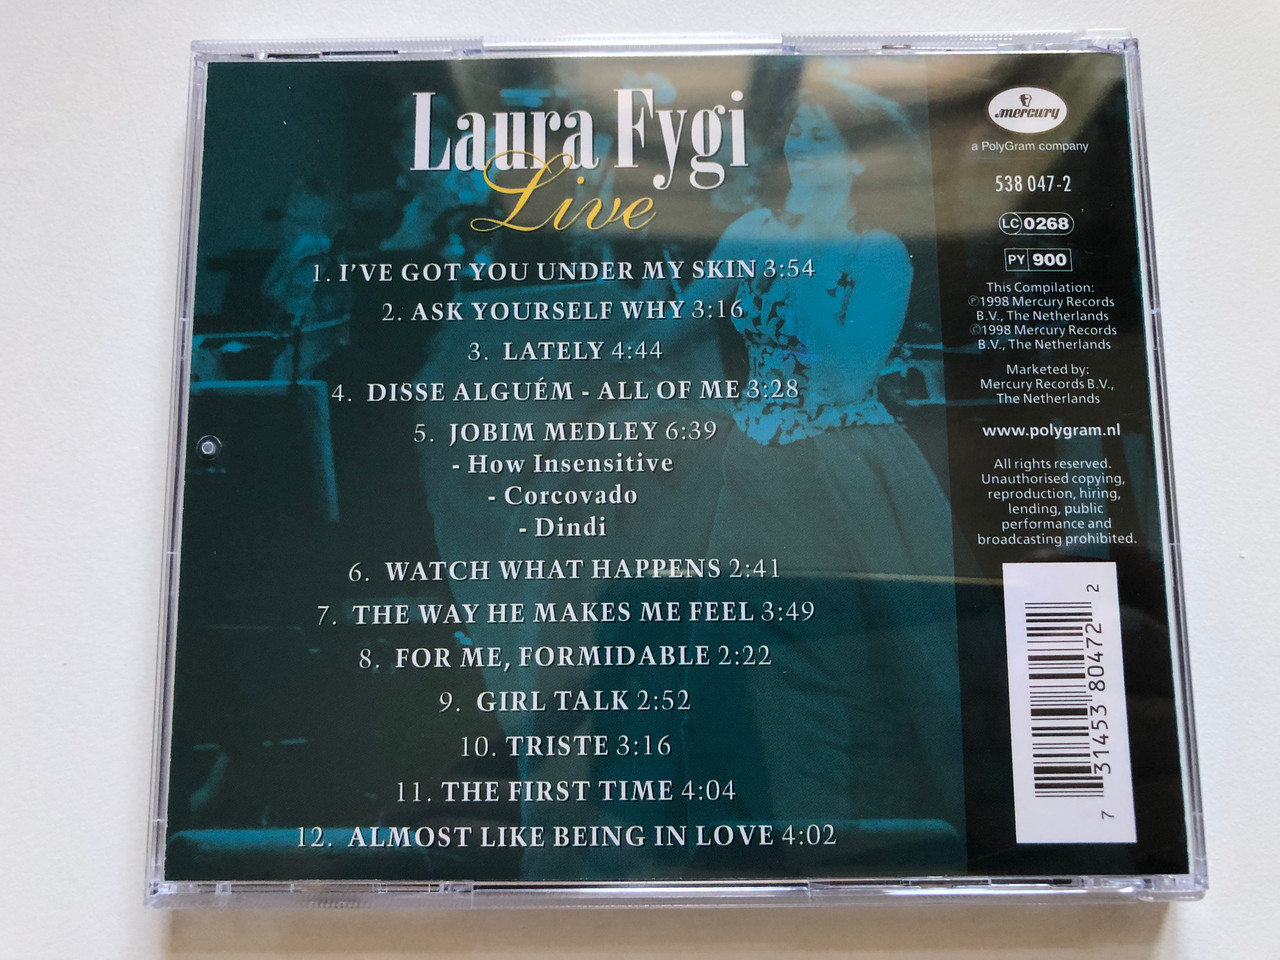 Laura Fygi
Live
1. I'VE GOT YOU UNDER MY SKIN 3:54
2. ASK YOURSELF WHY 3:16
3. LATELY 4:44
4. DISSE ALGUÉM - ALL OF ME 3:28
5. JOBIM MEDLEY 6:39
- How Insensitive
- Corcovado
- Dindi
6. WATCH WHAT HAPPENS 2:41
7. THE WAY HE MAKES ME FEEL 3:49
8. FOR ME, FORMIDABLE 2:22
9. GIRL TALK 2:52
10. TRISTE 3:16
11. THE FIRST TIME 4:04
12. ALMOST LIKE BEING IN LOVE 4:02
mercury
a PolyGram company
538 047-2
LC 0268
PY 900
This Compilation:
℗1998 Mercury Records
B.V., The Netherlands
©1998 Mercury Records
B.V., The Netherlands
Marketed by:
Mercury Records B.V.,
The Netherlands
www.polygram.nl
All rights reserved.
Unauthorised copying,
reproduction, hiring,
lending, public
performance and
broadcasting prohibited.
7 31453 80472 2